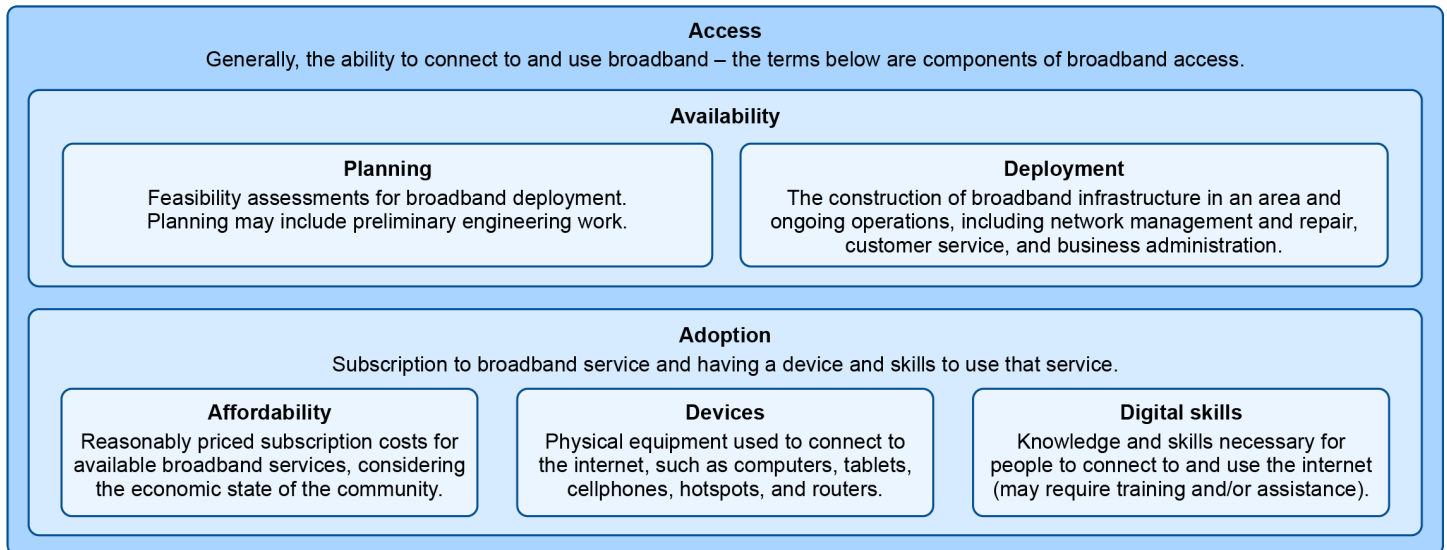 Access
Generally, the ability to connect to and use broadband – the terms below are components of broadband access.
Availability
Planning
Feasibility assessments for broadband deployment.
Planning may include preliminary engineering work.
Deployment
The construction of broadband infrastructure in an area and
ongoing operations, including network management and repair,
customer service, and business administration.
Adoption
Subscription to broadband service and having a device and skills to use that service.
Affordability
Reasonably priced subscription costs for
available broadband services, considering
the economic state of the community.
Devices
Physical equipment used to connect to
the internet, such as computers, tablets,
cellphones, hotspots, and routers.
Digital skills
Knowledge and skills necessary for
people to connect to and use the internet
(may require training and/or assistance).